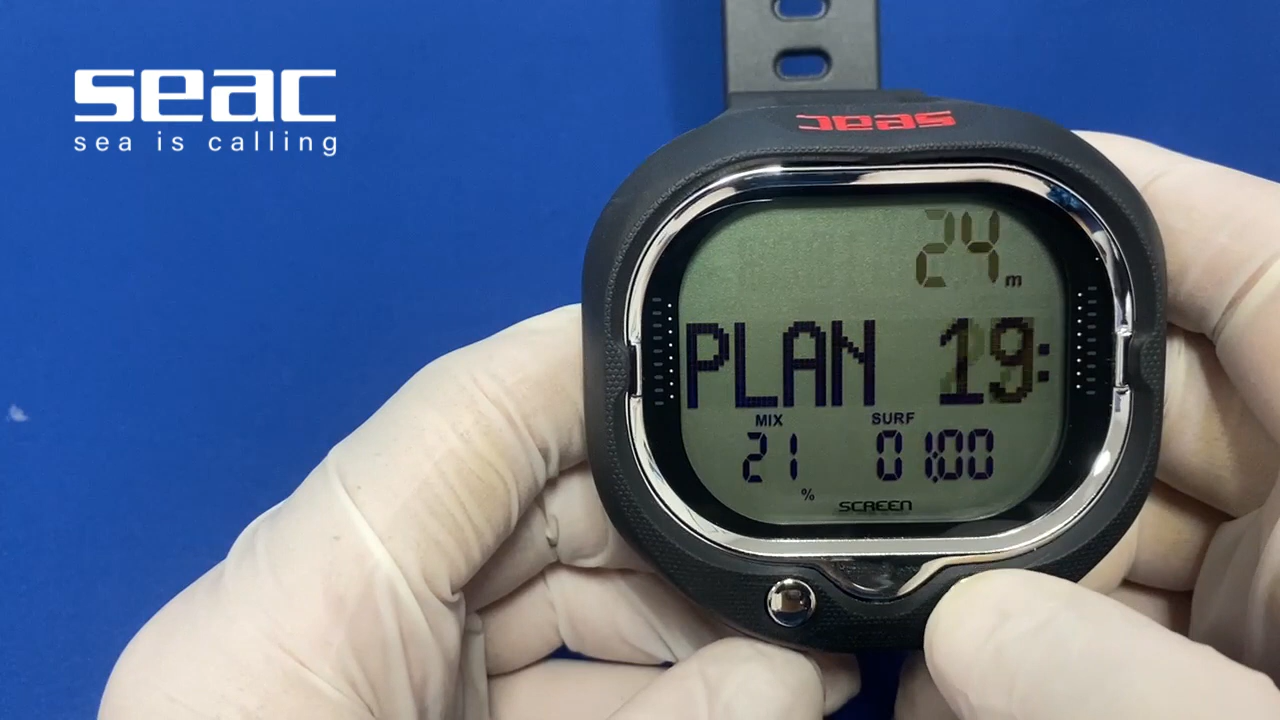 seac
sea is calling
seac
24 m
PLAN 19:
MIX SURF
21 % 01:00
SCREEN